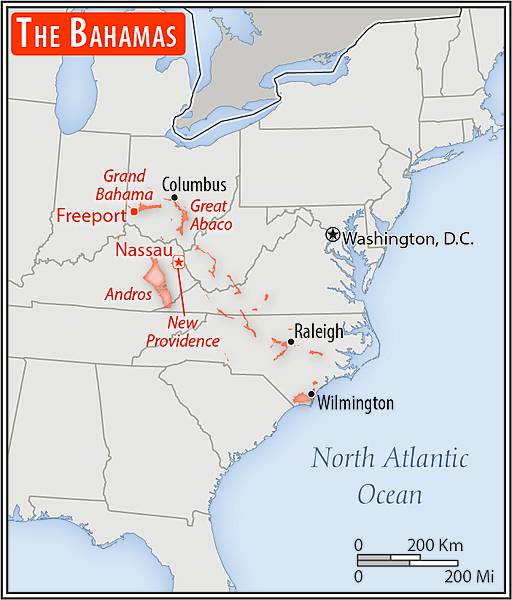 THE BAHAMAS
Grand
Bahama
Columbus
Freeport
Great
Abaco
Washington, D.C.
Nassau
Andros
New
Providence
Raleigh
Wilmington
North Atlantic
Ocean
0 200 Km
0 200 Mi